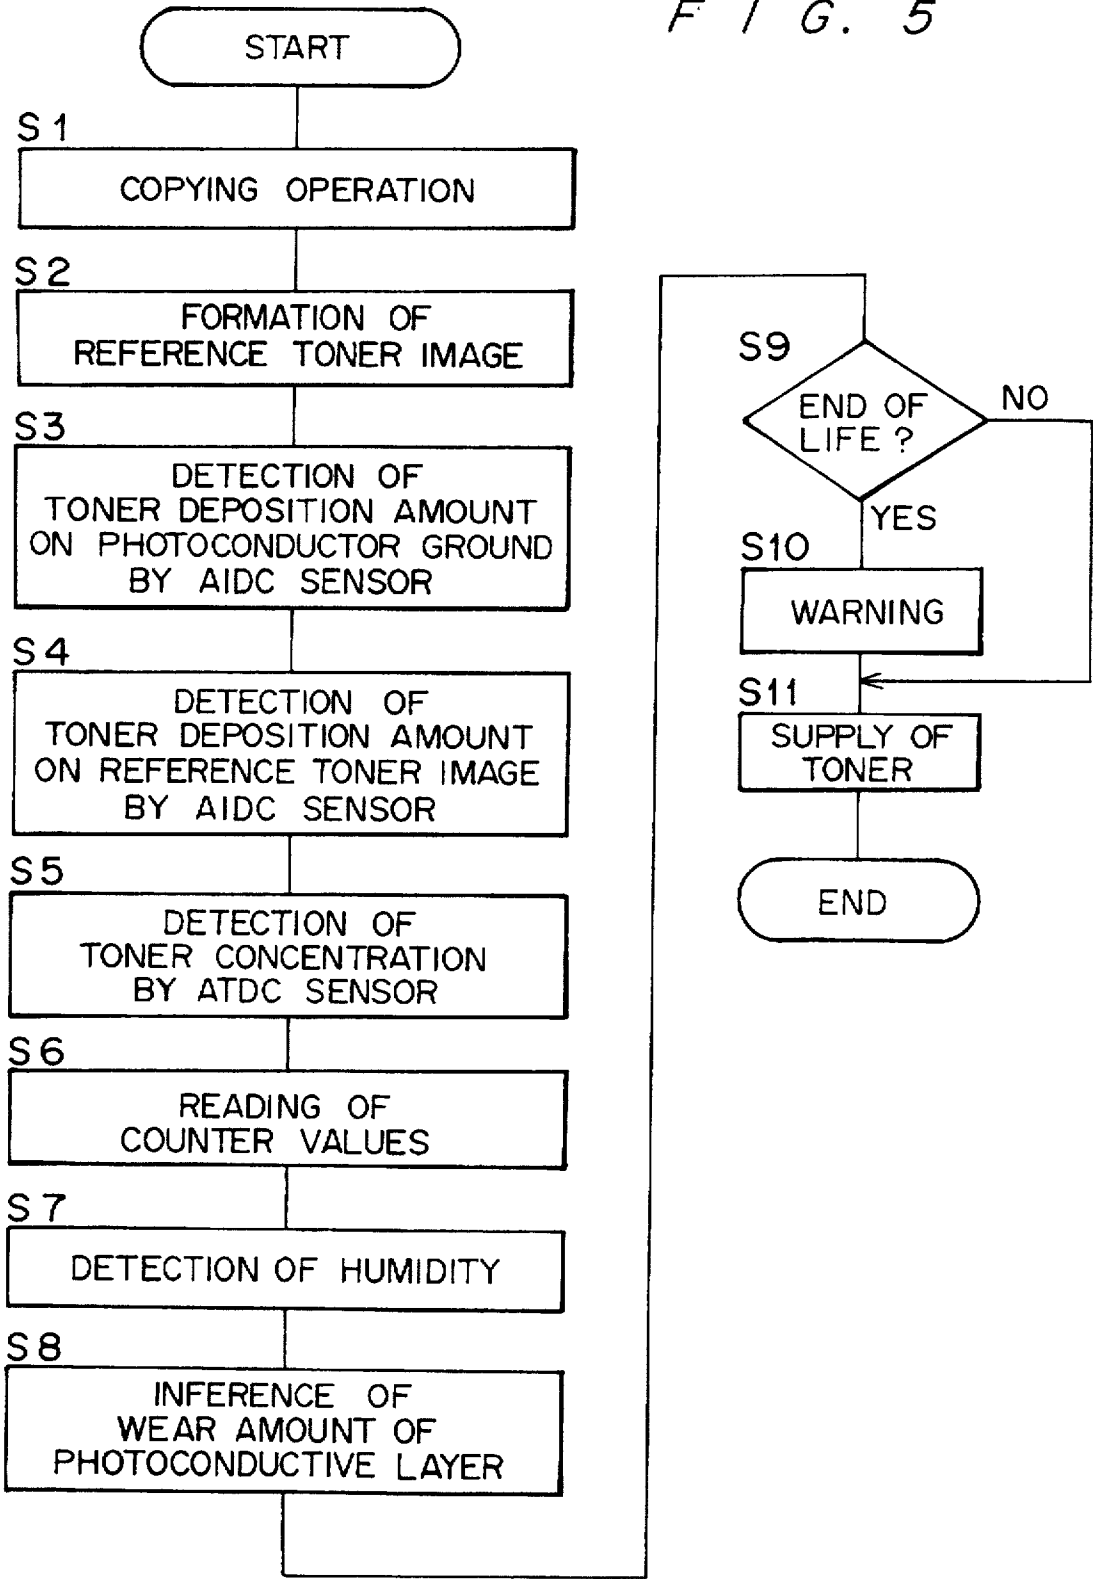 F I G. 5
START
S1
COPYING OPERATION
S2
FORMATION OF
REFERENCE TONER IMAGE
S3
DETECTION OF
TONER DEPOSITION AMOUNT
ON PHOTOCONDUCTOR GROUND
BY AIDC SENSOR
S4
DETECTION OF
TONER DEPOSITION AMOUNT
ON REFERENCE TONER IMAGE
BY AIDC SENSOR
S5
DETECTION OF
TONER CONCENTRATION
BY ATDC SENSOR
S6
READING OF
COUNTER VALUES
S7
DETECTION OF HUMIDITY
S8
INFERENCE OF
WEAR AMOUNT OF
PHOTOCONDUCTIVE LAYER
S9
END OF
LIFE?
NO
YES
S10
WARNING
S11
SUPPLY OF
TONER
END